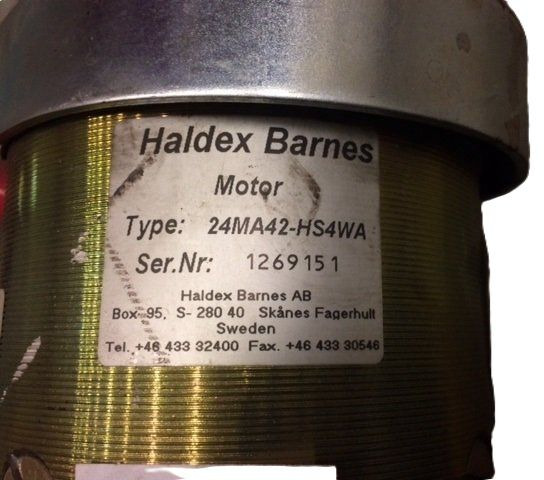 Haldex Barnes
Motor
Type: 24MA42-HS4WA
Ser.Nr: 1269151
Haldex Barnes AB
Box 95, S- 280 40 Skånes Fagerhult
Sweden
Tel. +46 433 32400 Fax. +46 433 30546